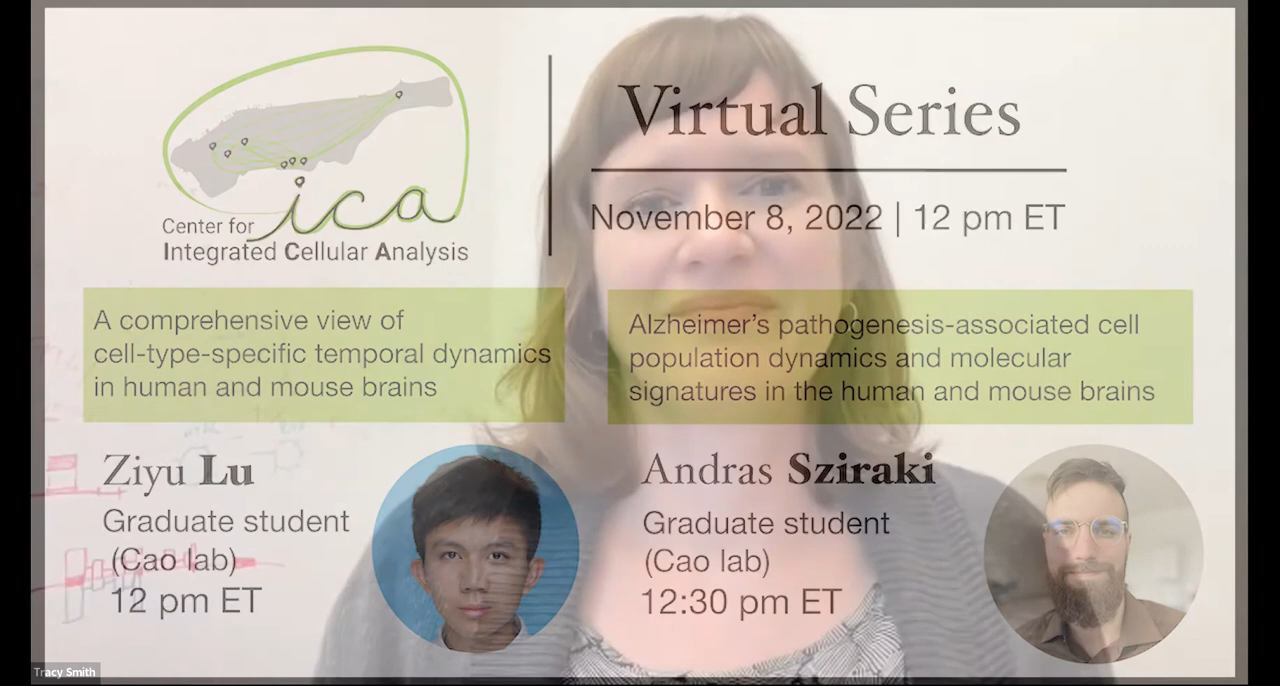 Virtual Series
November 8, 2022 | 12 pm ET
ica
Center for
Integrated Cellular Analysis
A comprehensive view of
cell-type-specific temporal dynamics
in human and mouse brains
Alzheimer's pathogenesis-associated cell
population dynamics and molecular
signatures in the human and mouse brains
Ziyu Lu
Graduate student
(Cao lab)
12 pm ET
Andras Sziraki
Graduate student
(Cao lab)
12:30 pm ET
Tracy Smith